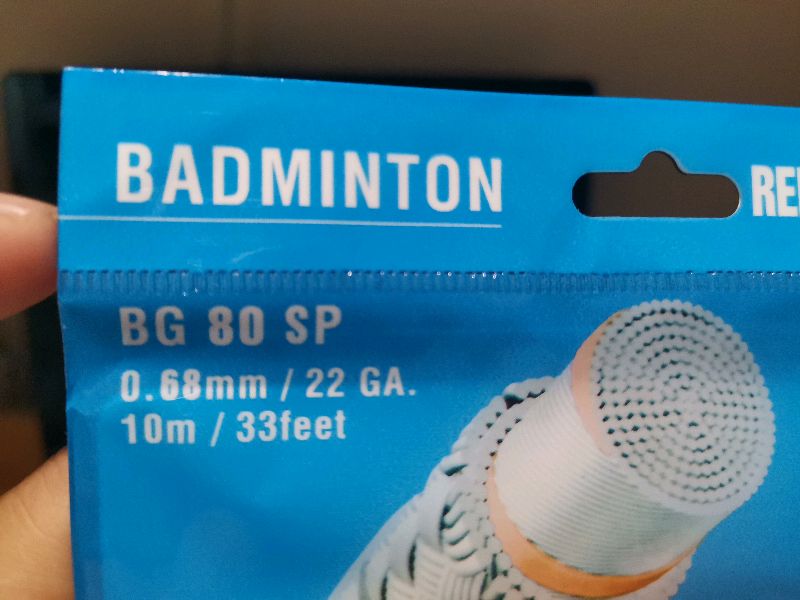 BADMINTON
BG 80 SP
0.68mm / 22 GA.
10m / 33feet